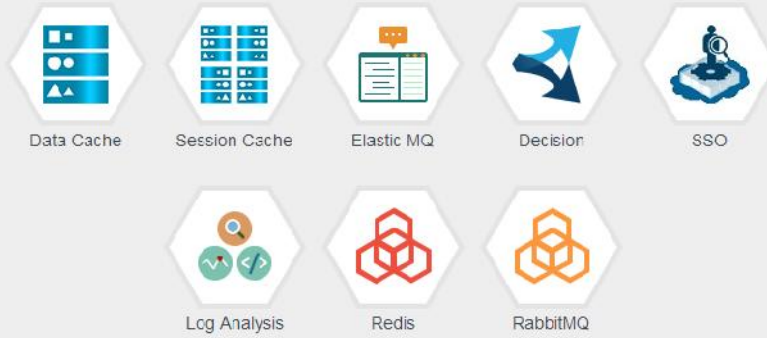 Data Cache
Session Cache
Elastic MQ
Decision
SSO
Log Analysis
Redis
RabbitMQ